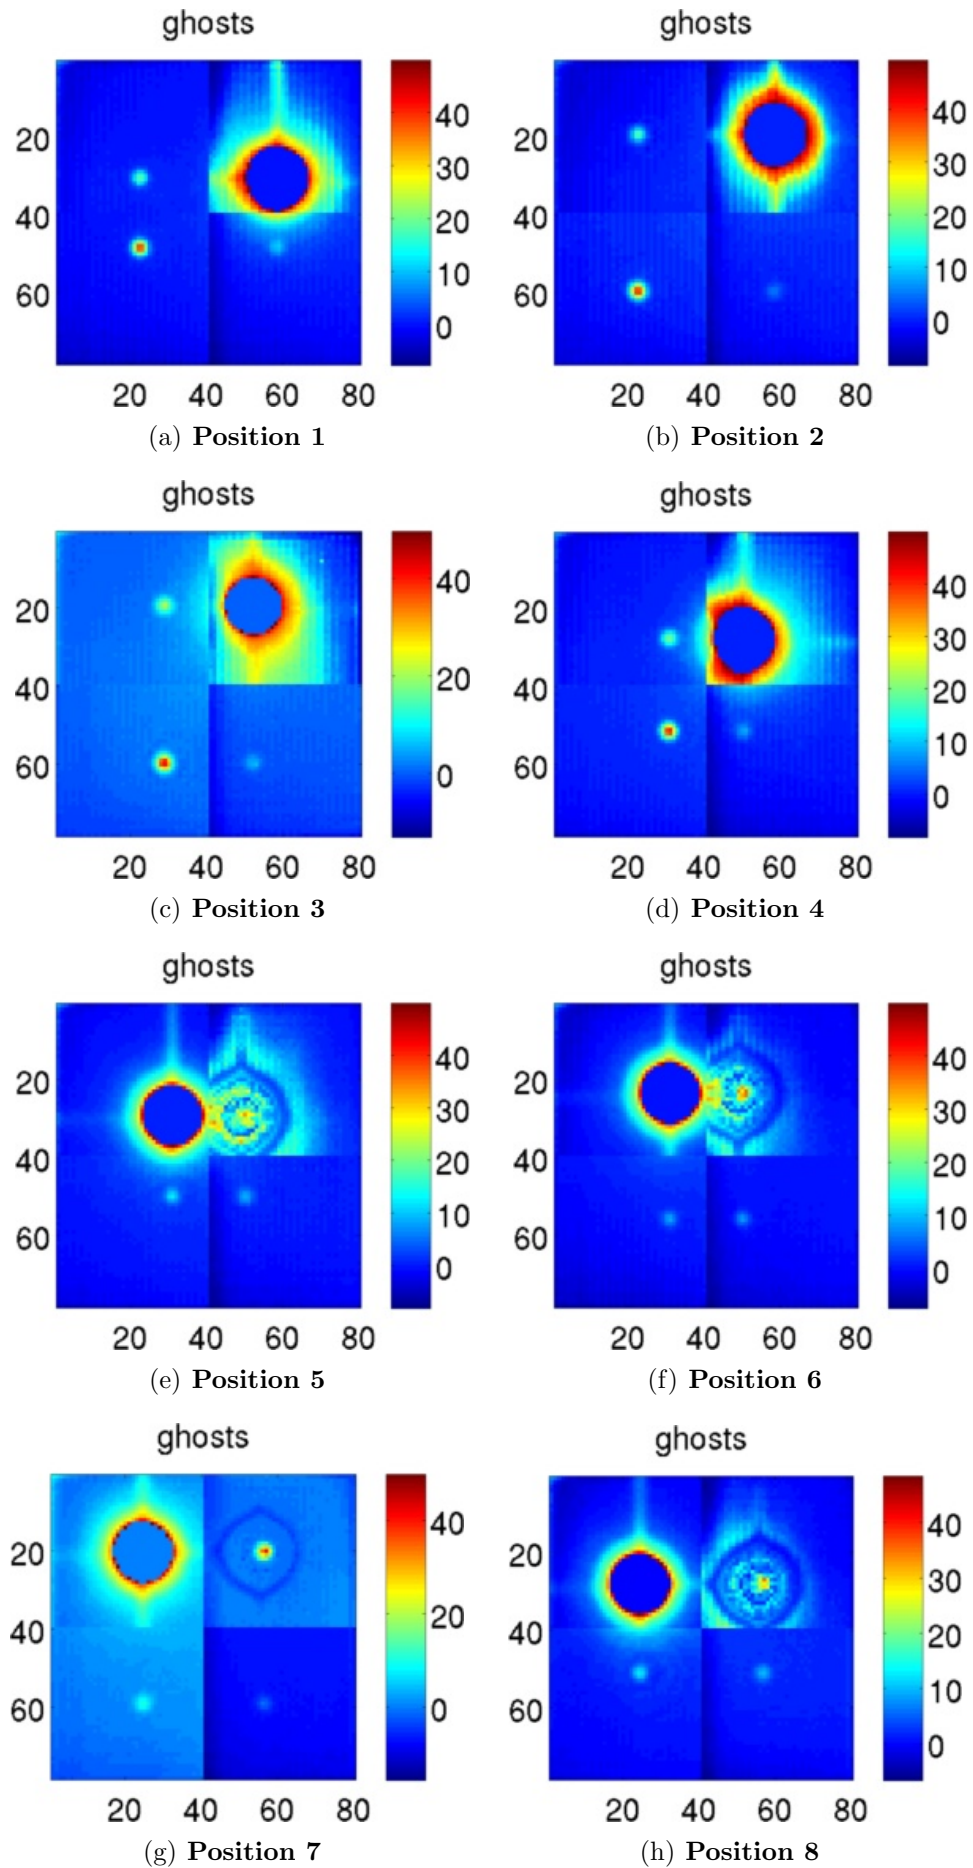 ghosts ghosts
20 40 60
20 40 60 80
40 30 20 10 0
20 40 60
20 40 60 80
40 30 20 10 0
(a) Position 1 (b) Position 2
ghosts ghosts
20 40 60
20 40 60 80
40 20 0
20 40 60
20 40 60 80
40 30 20 10 0
(c) Position 3 (d) Position 4
ghosts ghosts
20 40 60
20 40 60 80
40 30 20 10 0
20 40 60
20 40 60 80
40 30 20 10 0
(e) Position 5 (f) Position 6
ghosts ghosts
20 40 60
20 40 60 80
40 20 0
20 40 60
20 40 60 80
40 30 20 10 0
(g) Position 7 (h) Position 8